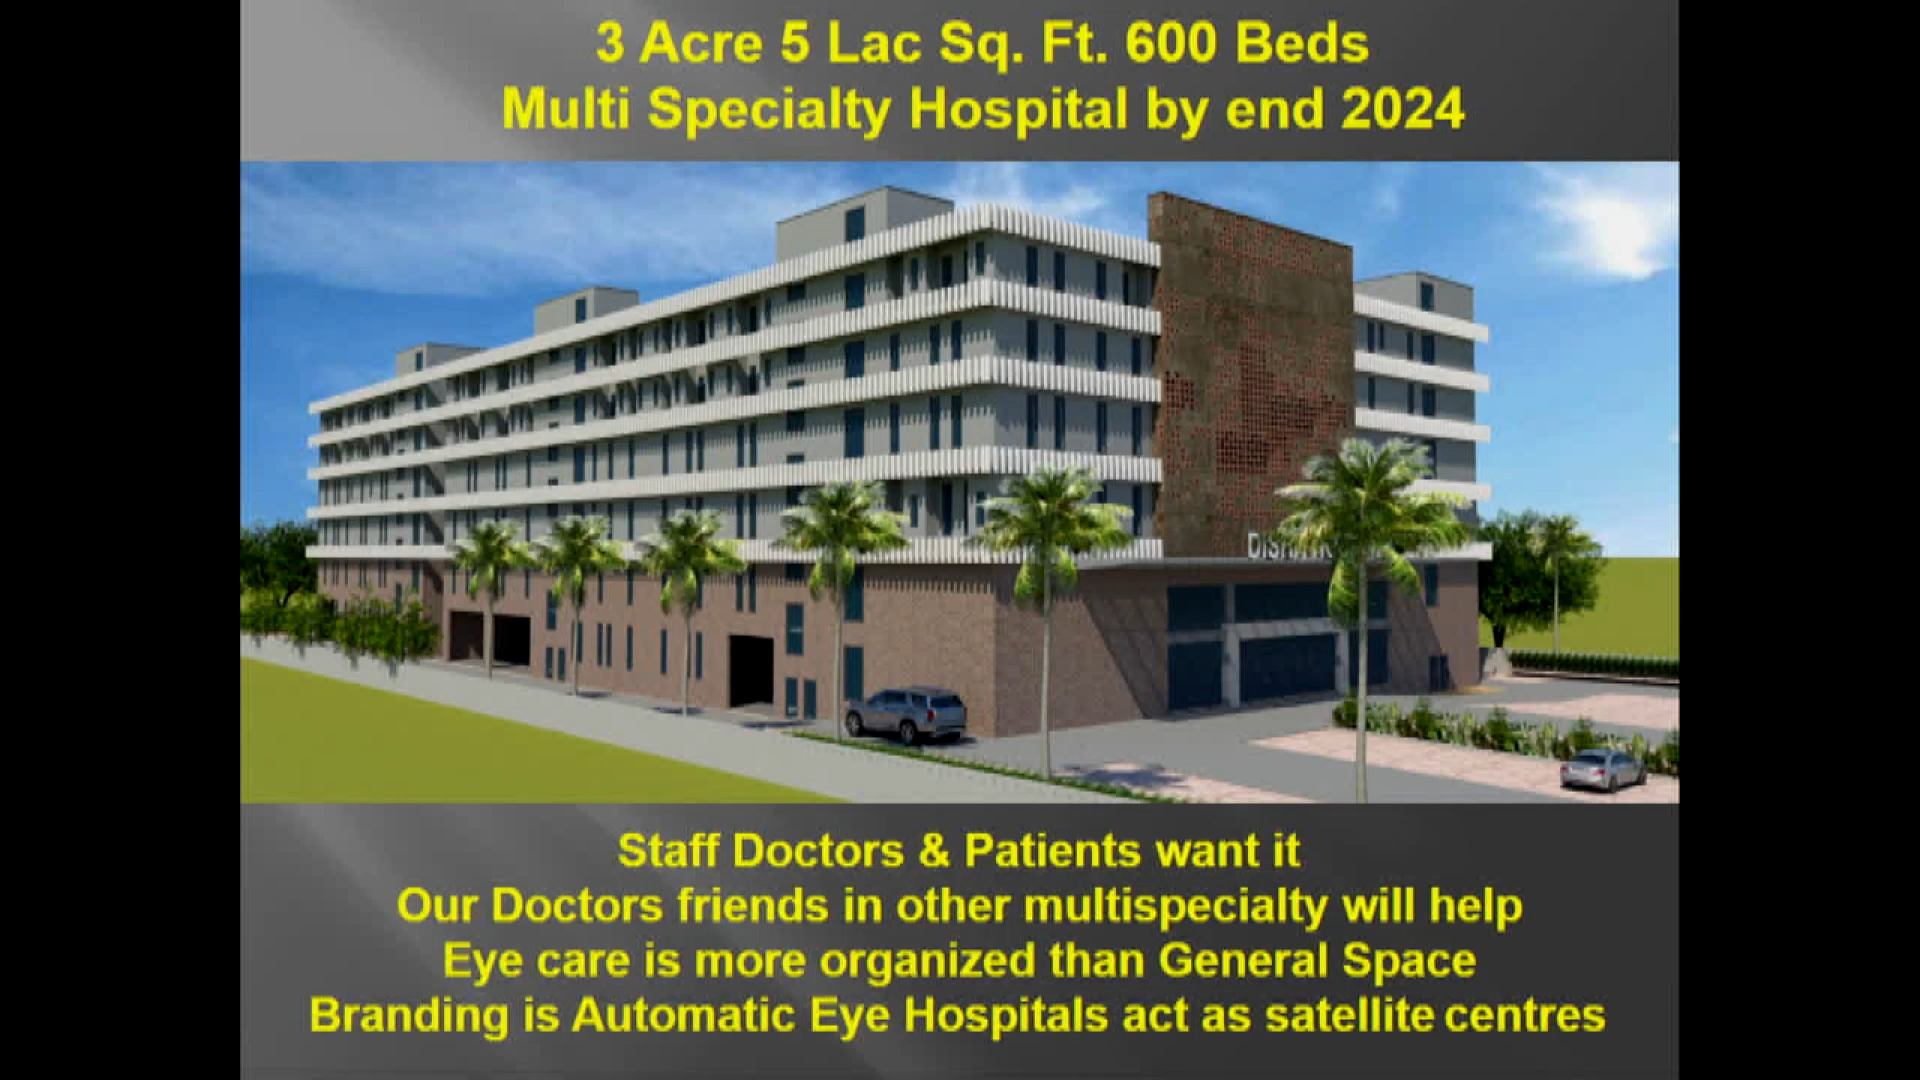 3 Acre 5 Lac Sq. Ft. 600 Beds
Multi Specialty Hospital by end 2024
Staff Doctors & Patients want it
Our Doctors friends in other multispecialty will help
Eye care is more organized than General Space
Branding is Automatic Eye Hospitals act as satellite centres